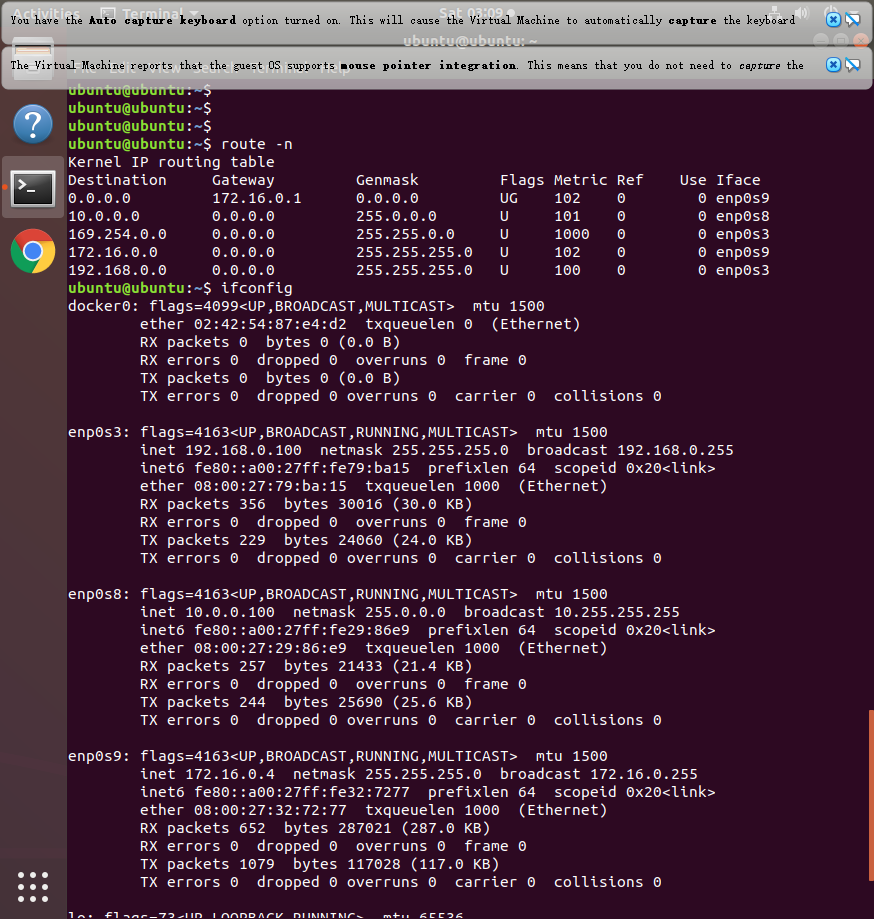 Activities Terminal Sat 03:09
You have the Auto capture keyboard option turned on. This will cause the Virtual Machine to automatically capture the keyboard
ubuntu@ubuntu: ~
File Edit View Search Terminal Help
The Virtual Machine reports that the guest OS supports mouse pointer integration. This means that you do not need to capture the
ubuntu@ubuntu:~$
ubuntu@ubuntu:~$
ubuntu@ubuntu:~$
ubuntu@ubuntu:~$ route -n
Kernel IP routing table
Destination Gateway Genmask Flags Metric Ref Use Iface
0.0.0.0 172.16.0.1 0.0.0.0 UG 102 0 0 enp0s9
10.0.0.0 0.0.0.0 255.0.0.0 U 101 0 0 enp0s8
169.254.0.0 0.0.0.0 255.255.0.0 U 1000 0 0 enp0s3
172.16.0.0 0.0.0.0 255.255.255.0 U 102 0 0 enp0s9
192.168.0.0 0.0.0.0 255.255.255.0 U 100 0 0 enp0s3
ubuntu@ubuntu:~$ ifconfig
docker0: flags=4099<UP,BROADCAST,MULTICAST> mtu 1500
ether 02:42:54:87:e4:d2 txqueuelen 0 (Ethernet)
RX packets 0 bytes 0 (0.0 B)
RX errors 0 dropped 0 overruns 0 frame 0
TX packets 0 bytes 0 (0.0 B)
TX errors 0 dropped 0 overruns 0 carrier 0 collisions 0
enp0s3: flags=4163<UP,BROADCAST,RUNNING,MULTICAST> mtu 1500
inet 192.168.0.100 netmask 255.255.255.0 broadcast 192.168.0.255
inet6 fe80::a00:27ff:fe79:ba15 prefixlen 64 scopeid 0x20<link>
ether 08:00:27:79:ba:15 txqueuelen 1000 (Ethernet)
RX packets 356 bytes 30016 (30.0 KB)
RX errors 0 dropped 0 overruns 0 frame 0
TX packets 229 bytes 24060 (24.0 KB)
TX errors 0 dropped 0 overruns 0 carrier 0 collisions 0
enp0s8: flags=4163<UP,BROADCAST,RUNNING,MULTICAST> mtu 1500
inet 10.0.0.100 netmask 255.0.0.0 broadcast 10.255.255.255
inet6 fe80::a00:27ff:fe29:86e9 prefixlen 64 scopeid 0x20<link>
ether 08:00:27:29:86:e9 txqueuelen 1000 (Ethernet)
RX packets 257 bytes 21433 (21.4 KB)
RX errors 0 dropped 0 overruns 0 frame 0
TX packets 244 bytes 25690 (25.6 KB)
TX errors 0 dropped 0 overruns 0 carrier 0 collisions 0
enp0s9: flags=4163<UP,BROADCAST,RUNNING,MULTICAST> mtu 1500
inet 172.16.0.4 netmask 255.255.255.0 broadcast 172.16.0.255
inet6 fe80::a00:27ff:fe32:7277 prefixlen 64 scopeid 0x20<link>
ether 08:00:27:32:72:77 txqueuelen 1000 (Ethernet)
RX packets 652 bytes 287021 (287.0 KB)
RX errors 0 dropped 0 overruns 0 frame 0
TX packets 1079 bytes 117028 (117.0 KB)
TX errors 0 dropped 0 overruns 0 carrier 0 collisions 0
lo: flags=73<UP,LOOPBACK,RUNNING> mtu 65536